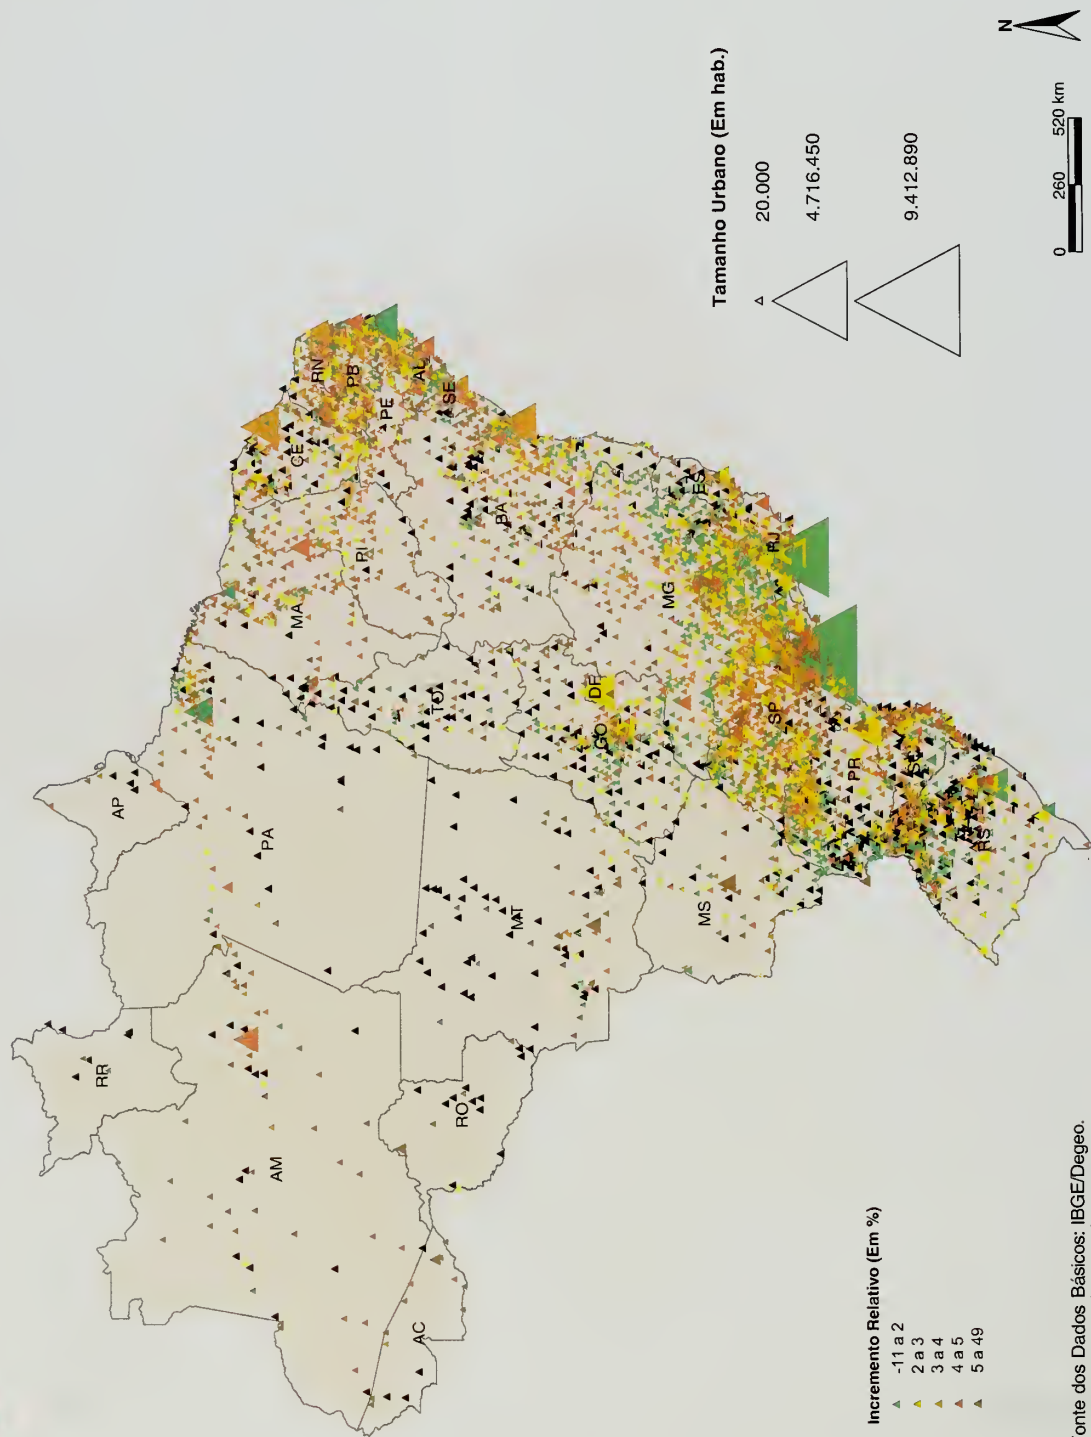 N
Tamanho Urbano (Em hab.)
20.000
4.716.450
9.412.890
0 260 520 km
RR
AP
AM
PA
AC
RO
MT
TO
MA
PI
CE
RN
PB
PE
AL
SE
BA
GO
DF
MG
ES
MS
SP
RJ
PR
SC
RS
Incremento Relativo (Em %)
-11 a 2
2 a 3
3 a 4
4 a 5
5 a 49
onte dos Dados Básicos: IBGE/Degeo.